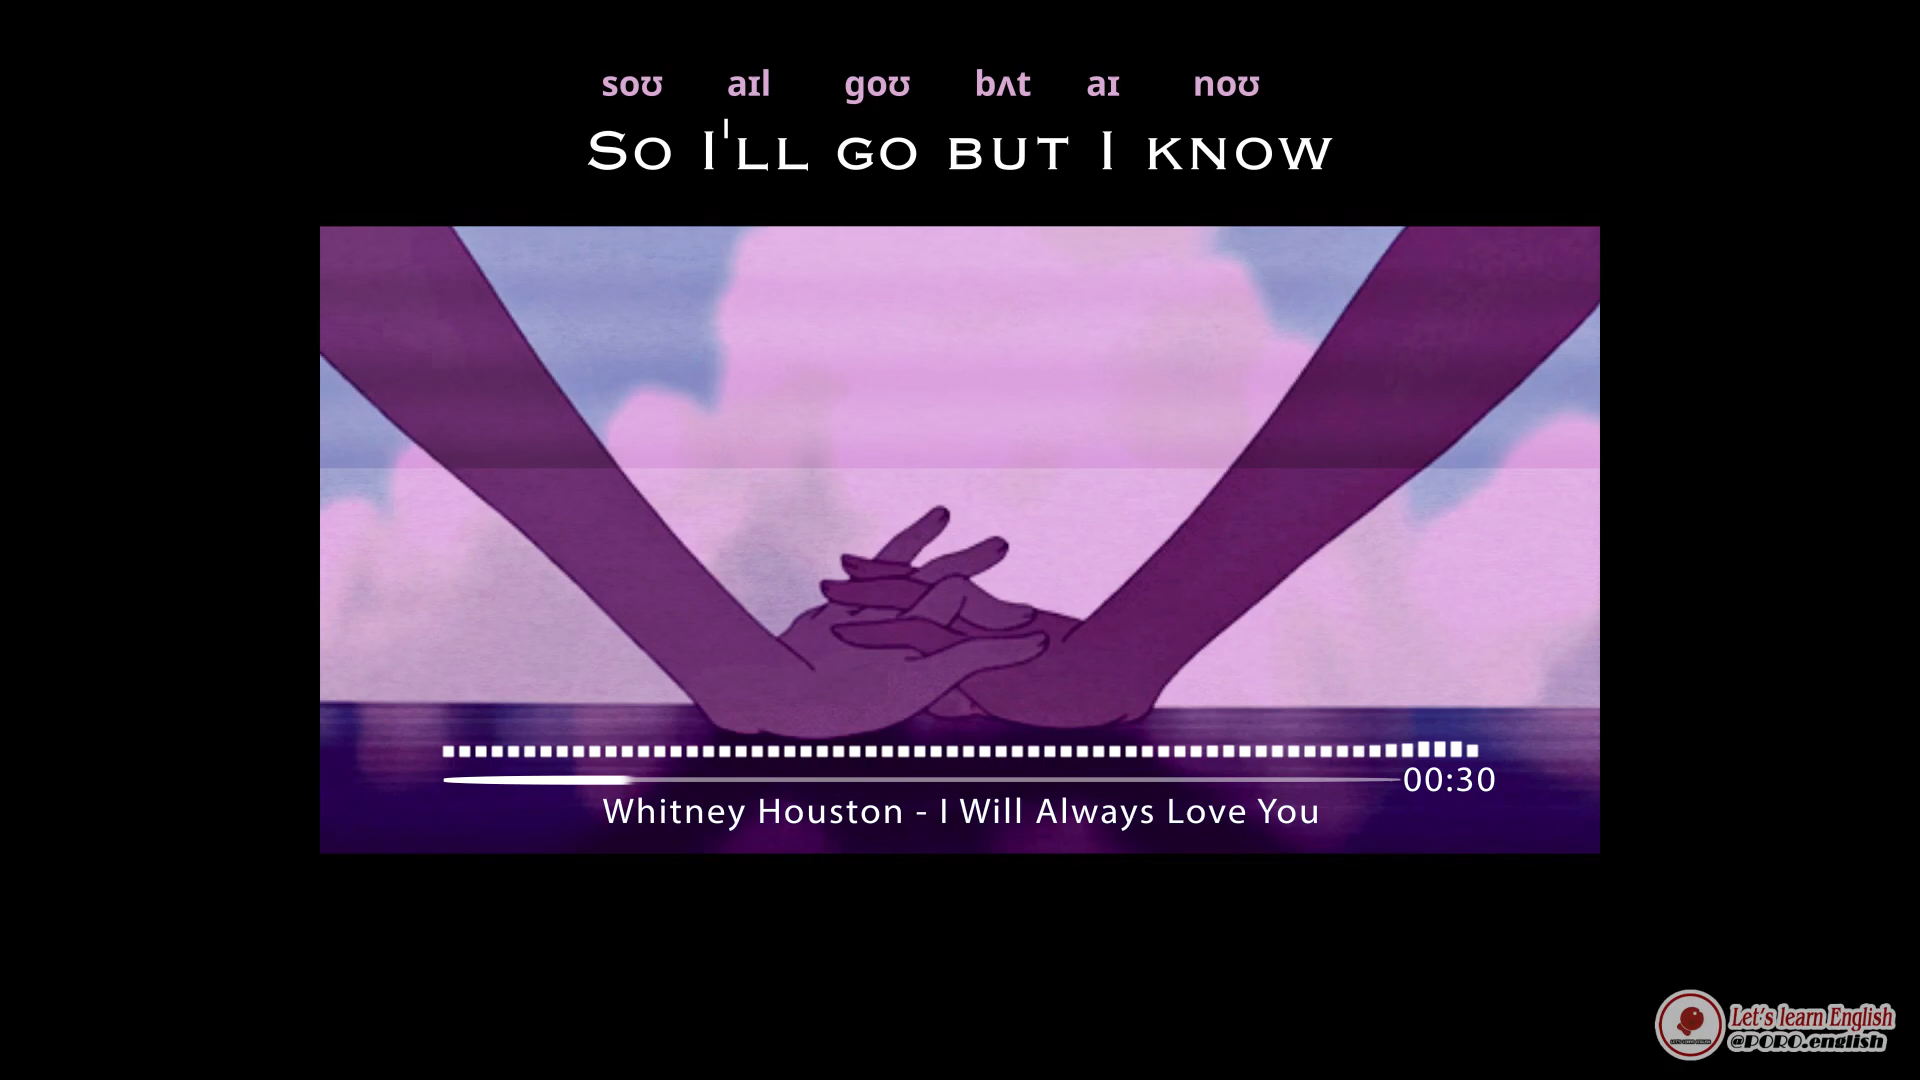 soʊ aɪl goʊ bʌt aɪ noʊ
So I'll go but I know
00:30
Whitney Houston - I Will Always Love You
Let's learn English
@PORO.english